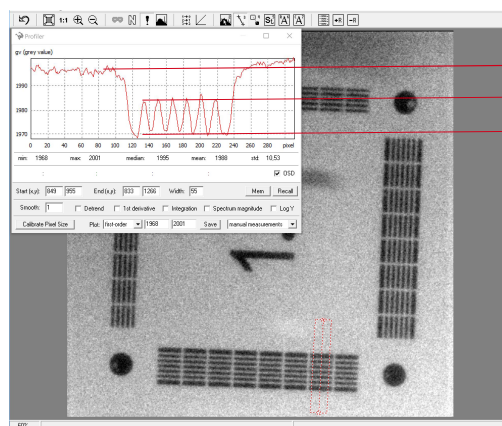 1:1
Profiler
gv (grey value)
1990
1980
1970
0 20 40 60 80 100 120 140 160 180 200 220 240 260 280 pixel
min: 1968 max: 2001 median: 1995 mean: 1988 std: 10,53
: : : : OSD
Start (x,y): 849 955 End (x,y): 833 1266 Width: 55 Mem Recall
Smooth: 1 Detrend 1st derivative Integration Spectrum magnitude Log Y
Calibrate Pixel Size Plot: first-order 1968 2001 Save manual measurements